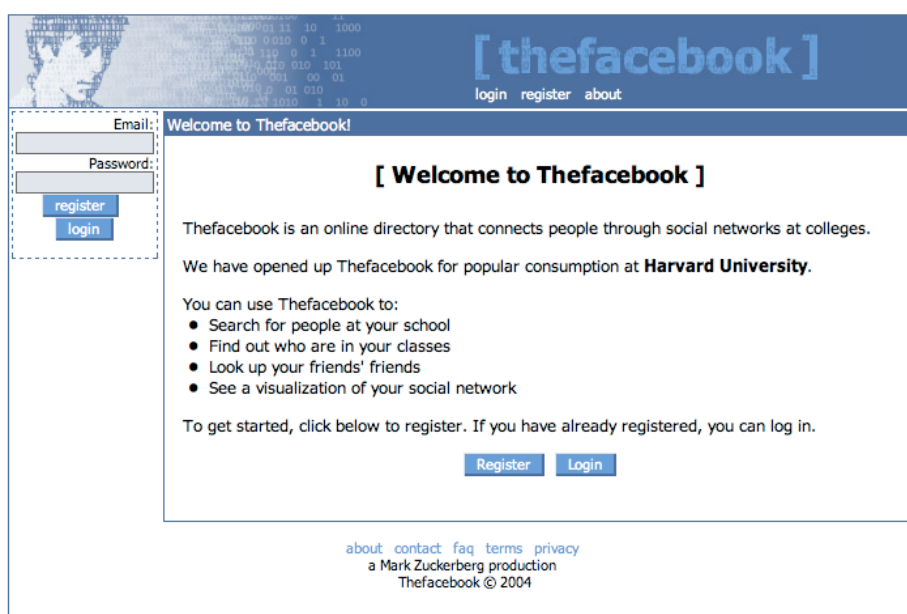 [ thefacebook ]
login register about
Email:
Password:
register
login
Welcome to Thefacebook!
[ Welcome to Thefacebook ]
Thefacebook is an online directory that connects people through social networks at colleges.
We have opened up Thefacebook for popular consumption at Harvard University.
You can use Thefacebook to:
● Search for people at your school
● Find out who are in your classes
● Look up your friends' friends
● See a visualization of your social network
To get started, click below to register. If you have already registered, you can log in.
Register Login
about contact faq terms privacy
a Mark Zuckerberg production
Thefacebook © 2004